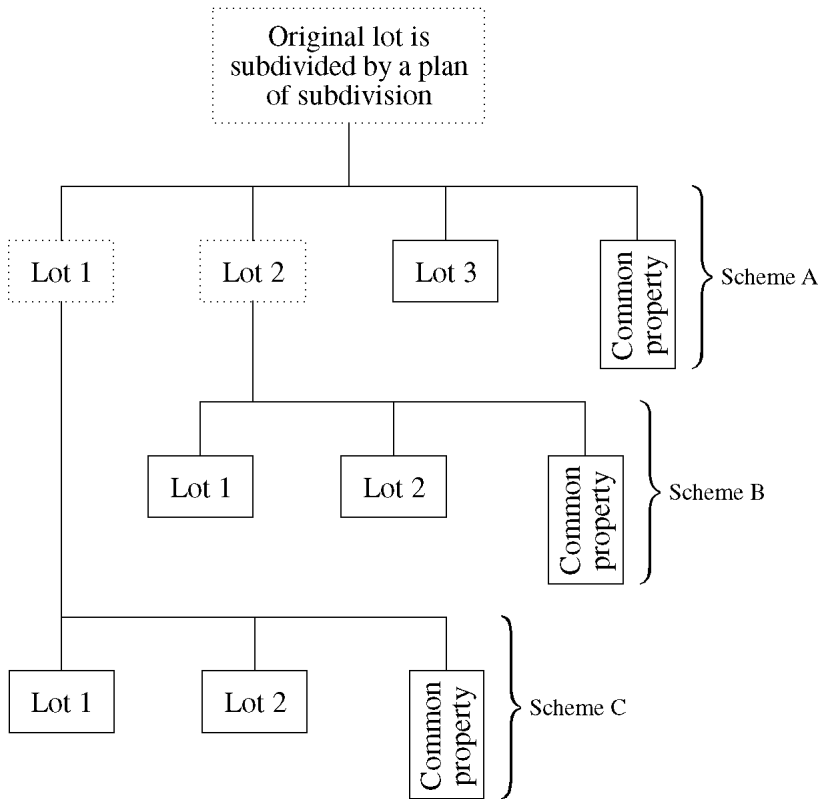 Original lot is
subdivided by a plan
of subdivision
Lot 1
Lot 2
Lot 3
Common
property
Scheme A
Lot 1
Lot 2
Common
property
Scheme B
Lot 1
Lot 2
Common
property
Scheme C